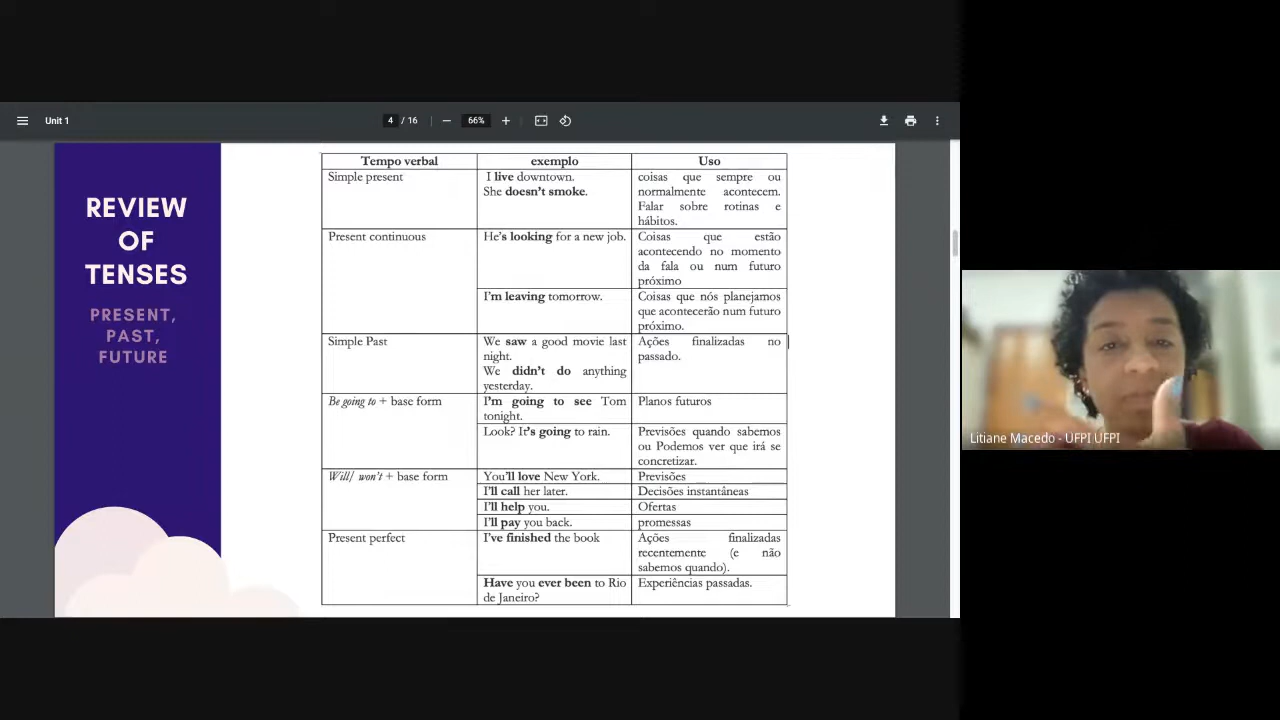 Unit 1
4 / 16
66%
REVIEW
OF
TENSES
PRESENT,
PAST,
FUTURE
Tempo verbal exemplo Uso
Simple present
I live downtown.
She doesn't smoke.
coisas que sempre ou
normalmente acontecem.
Falar sobre rotinas e
hábitos.
Present continuous
He's looking for a new job.
Coisas que estão
acontecendo no momento
da fala ou num futuro
próximo
I'm leaving tomorrow.
Coisas que nós planejamos
que acontecerão num futuro
próximo.
Simple Past
We saw a good movie last
night.
We didn't do anything
yesterday.
Ações finalizadas no
passado.
Be going to + base form
I'm going to see Tom
tonight.
Planos futuros
Look? It's going to rain.
Previsões quando sabemos
ou Podemos ver que irá se
concretizar.
Will/ won't + base form
You'll love New York.
Previsões
I'll call her later.
Decisões instantâneas
I'll help you.
Ofertas
I'll pay you back.
promessas
Present perfect
I've finished the book
Ações finalizadas
recentemente (e não
sabemos quando).
Have you ever been to Rio
de Janeiro?
Experiências passadas.
Litiane Macedo - UFPI UFPI